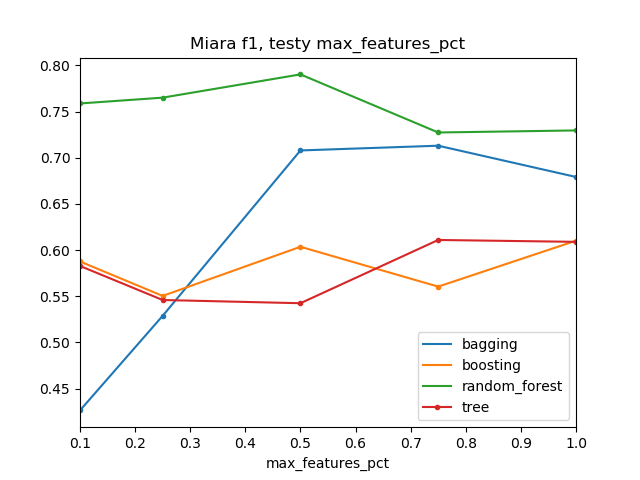 Miara f1, testy max_features_pct
0.80
0.75
0.70
0.65
0.60
0.55
0.50
0.45
bagging
boosting
random_forest
tree
0.1 0.2 0.3 0.4 0.5 0.6 0.7 0.8 0.9 1.0
max_features_pct